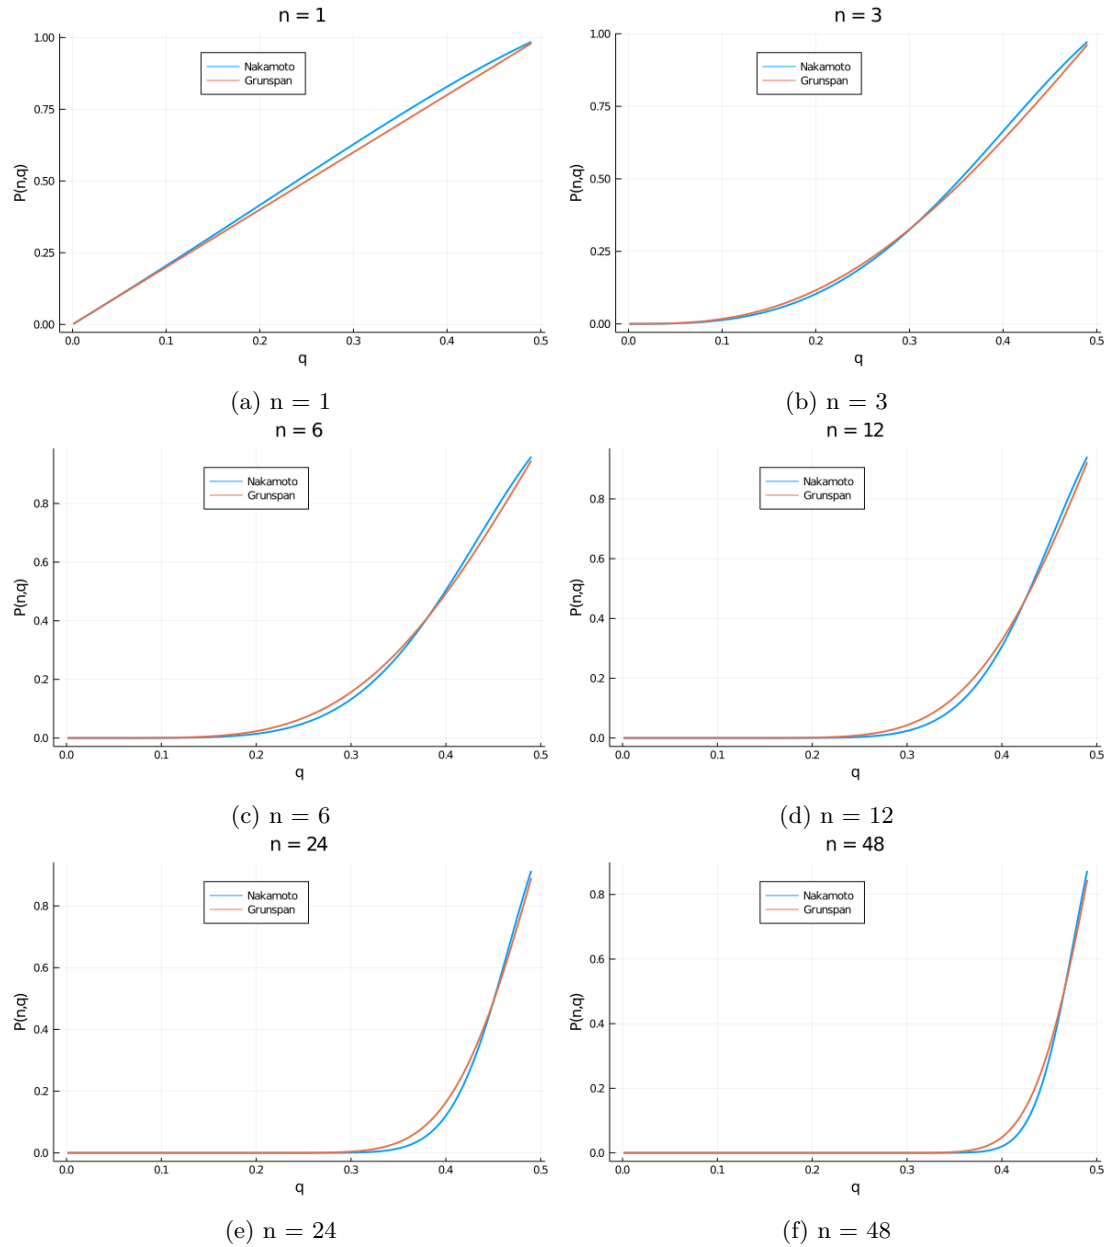 n = 1
1.00
0.75
0.50
0.25
0.00
P(n,q)
Nakamoto
Grunspan
0.0 0.1 0.2 0.3 0.4 0.5
q
(a) n = 1
n = 3
1.00
0.75
0.50
0.25
0.00
P(n,q)
Nakamoto
Grunspan
0.0 0.1 0.2 0.3 0.4 0.5
q
(b) n = 3
n = 6
0.8
0.6
0.4
0.2
0.0
P(n,q)
Nakamoto
Grunspan
0.0 0.1 0.2 0.3 0.4 0.5
q
(c) n = 6
n = 12
0.8
0.6
0.4
0.2
0.0
P(n,q)
Nakamoto
Grunspan
0.0 0.1 0.2 0.3 0.4 0.5
q
(d) n = 12
n = 24
0.8
0.6
0.4
0.2
0.0
P(n,q)
Nakamoto
Grunspan
0.0 0.1 0.2 0.3 0.4 0.5
q
(e) n = 24
n = 48
0.8
0.6
0.4
0.2
0.0
P(n,q)
Nakamoto
Grunspan
0.0 0.1 0.2 0.3 0.4 0.5
q
(f) n = 48